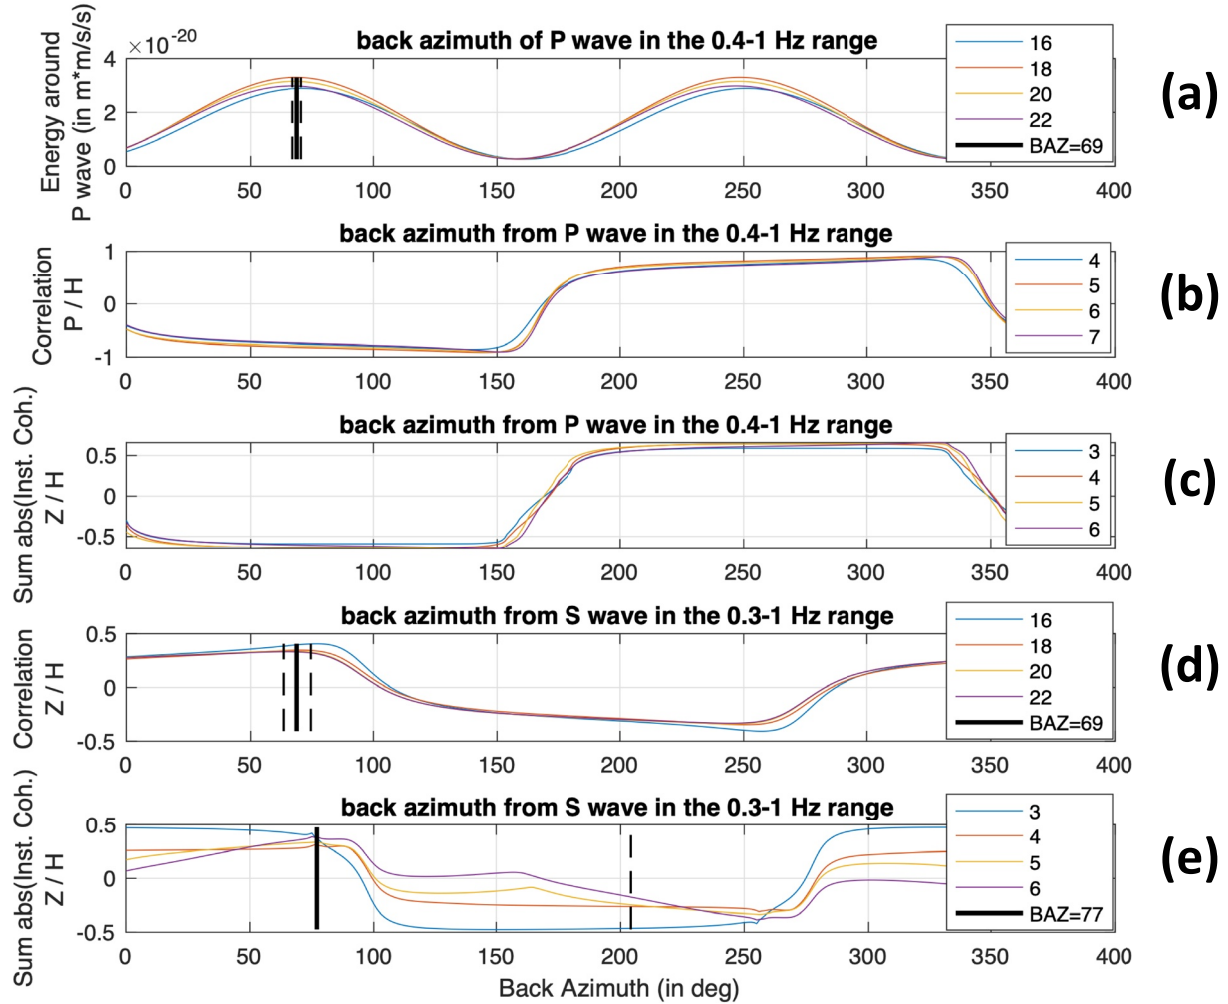 ×10⁻²⁰
back azimuth of P wave in the 0.4-1 Hz range
Energy around
P wave (in m*m/s/s)
4
2
0
0 50 100 150 200 250 300 350 400
16
18
20
22
BAZ=69
(a)
back azimuth from P wave in the 0.4-1 Hz range
Correlation
P / H
1
0
-1
0 50 100 150 200 250 300 350 400
4
5
6
7
(b)
back azimuth from P wave in the 0.4-1 Hz range
Sum abs(Inst. Coh.)
Z / H
0.5
0
-0.5
0 50 100 150 200 250 300 350 400
3
4
5
6
(c)
back azimuth from S wave in the 0.3-1 Hz range
Correlation
Z / H
0.5
0
-0.5
0 50 100 150 200 250 300 350 400
16
18
20
22
BAZ=69
(d)
back azimuth from S wave in the 0.3-1 Hz range
Sum abs(Inst. Coh.)
Z / H
0.5
0
-0.5
0 50 100 150 200 250 300 350 400
3
4
5
6
BAZ=77
(e)
Back Azimuth (in deg)